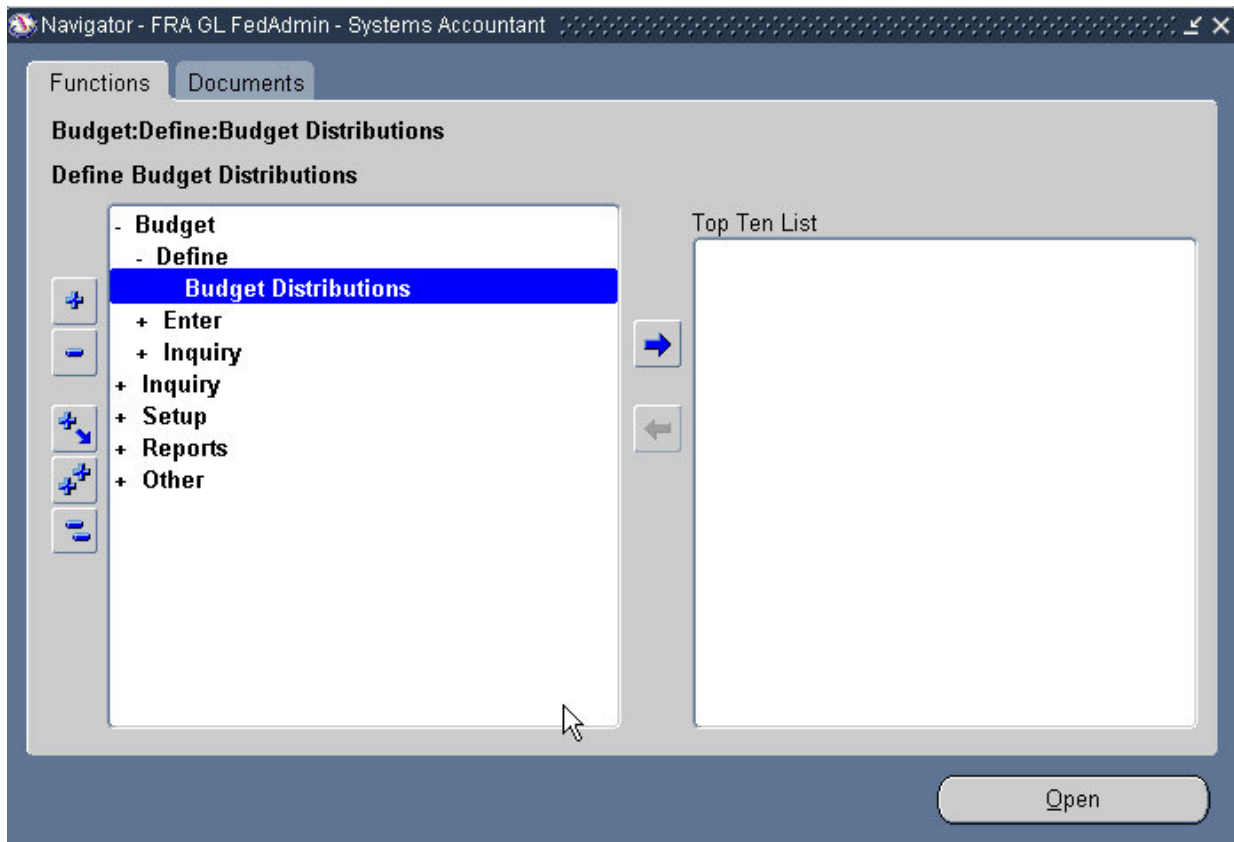 Navigator - FRA GL FedAdmin - Systems Accountant
Functions
Documents
Budget:Define:Budget Distributions
Define Budget Distributions
- Budget
- Define
Budget Distributions
+ Enter
+ Inquiry
+ Inquiry
+ Setup
+ Reports
+ Other
Top Ten List
Open